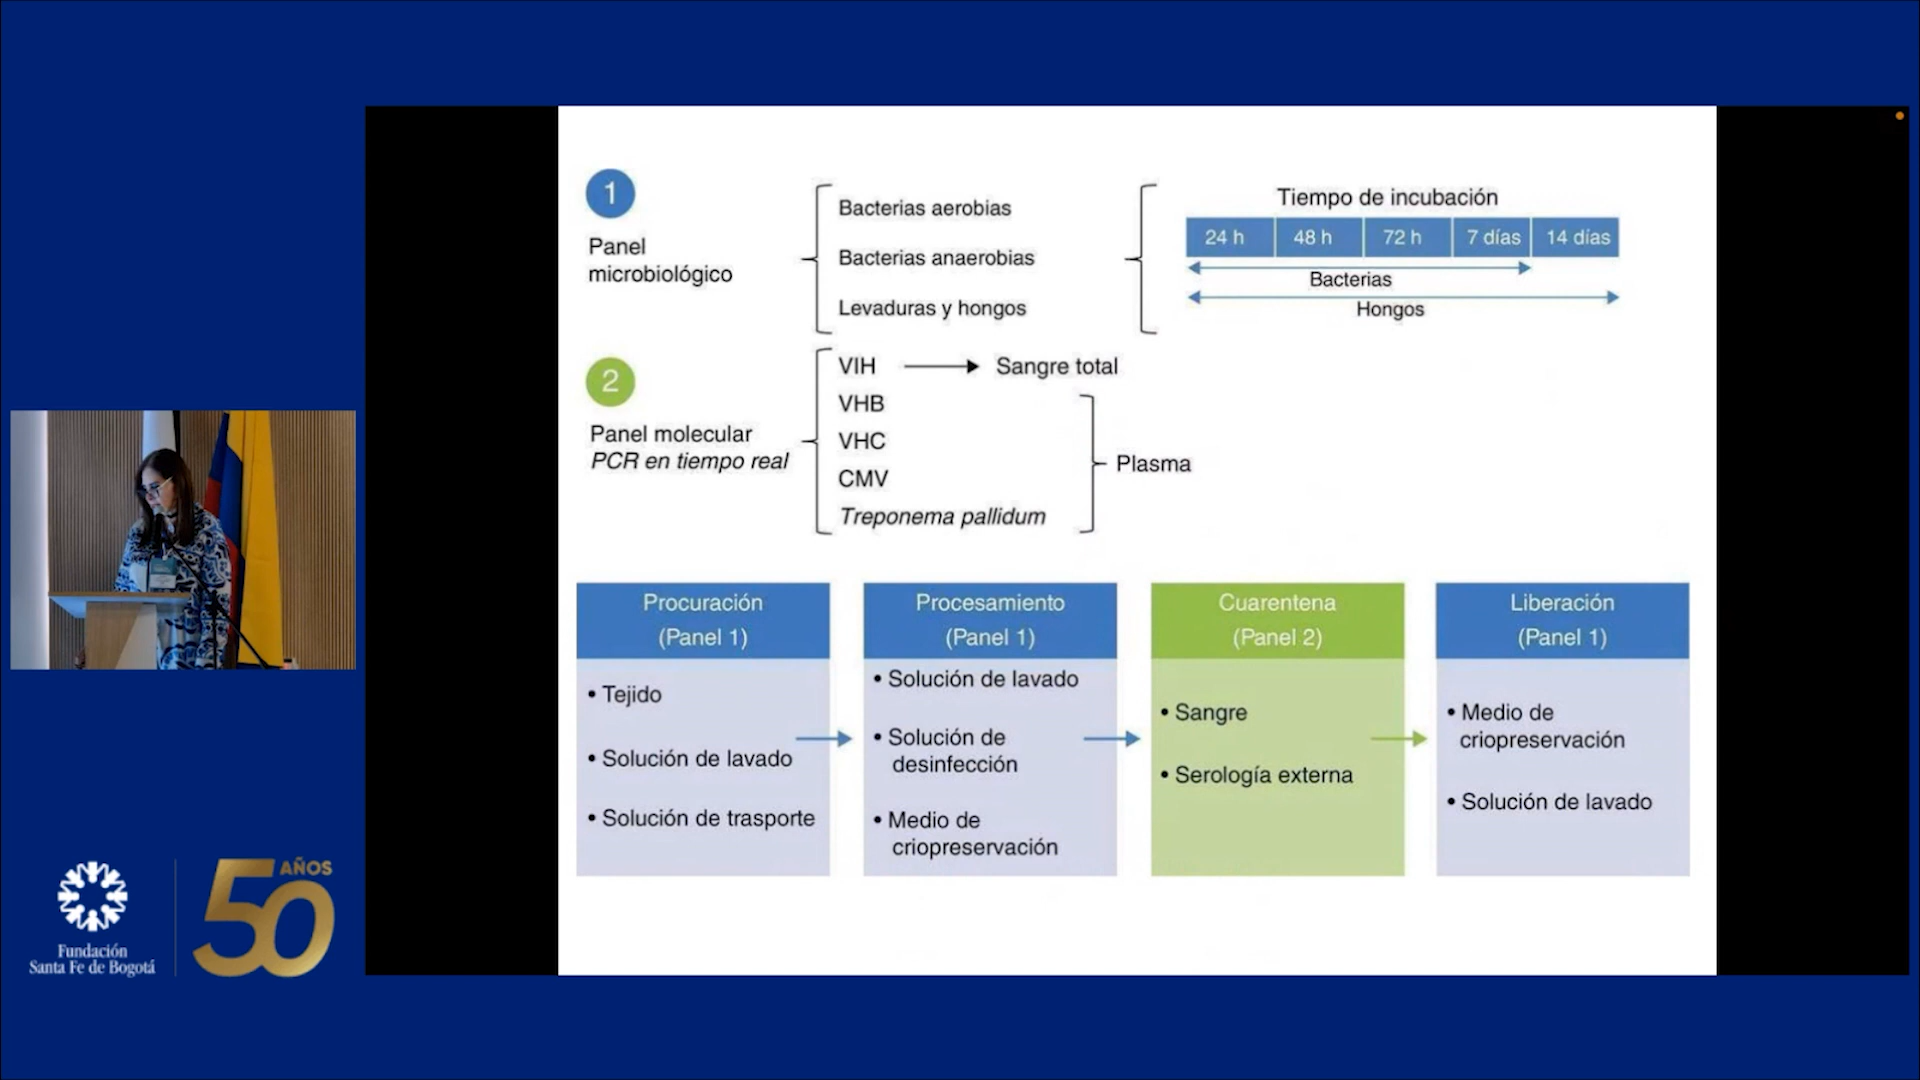 1
Panel
microbiológico
Bacterias aerobias
Bacterias anaerobias
Levaduras y hongos
Tiempo de incubación
24 h 48 h 72 h 7 días 14 días
Bacterias
Hongos
2
Panel molecular
PCR en tiempo real
VIH
Sangre total
VHB
VHC
CMV
Treponema pallidum
Plasma
Procuración
(Panel 1)
• Tejido
• Solución de lavado
• Solución de trasporte
Procesamiento
(Panel 1)
• Solución de lavado
• Solución de
desinfección
• Medio de
criopreservación
Cuarentena
(Panel 2)
• Sangre
• Serología externa
Liberación
(Panel 1)
• Medio de
criopreservación
• Solución de lavado
Fundación
Santa Fe de Bogotá
50 AÑOS